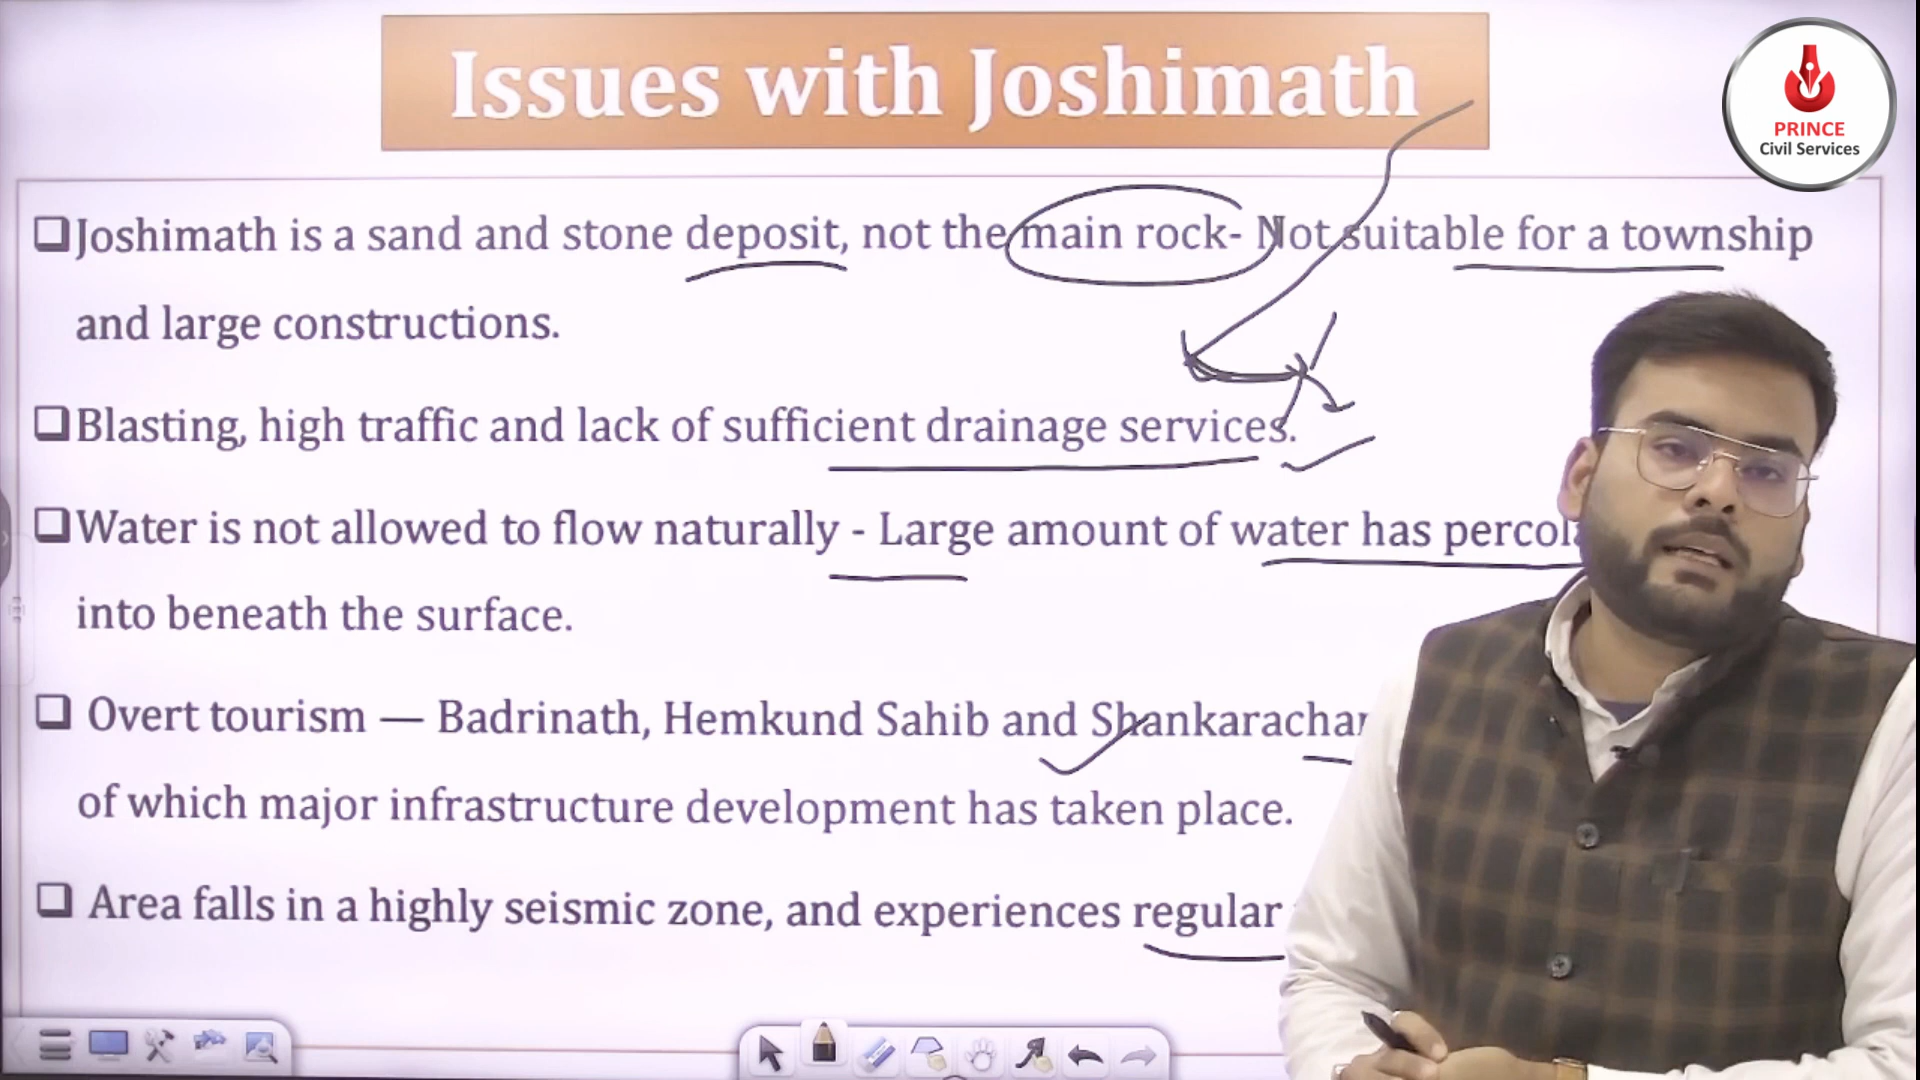 Issues with Joshimath
PRINCE
Civil Services
Joshimath is a sand and stone deposit, not the main rock- Not suitable for a township
and large constructions.
Blasting, high traffic and lack of sufficient drainage services.
Water is not allowed to flow naturally - Large amount of water has
into beneath the surface.
Overt tourism — Badrinath, Hemkund Sahib and
of which major infrastructure development has taken place.
Area falls in a highly seismic zone, and experiences regular